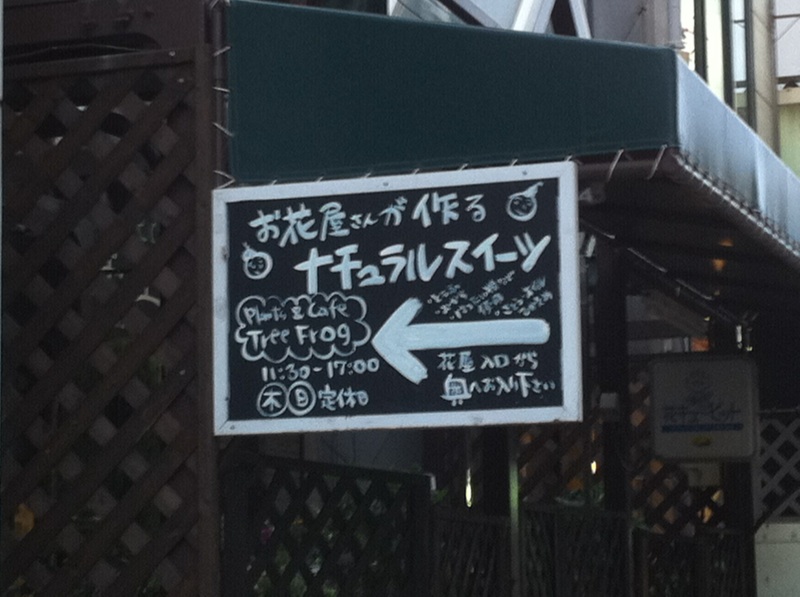 お花屋さんが作る
ナチュラルスイーツ
Plants & Cafe
Tree Frog
11:30-17:00
木日定休日
花屋入口から
奥へお入り下さい